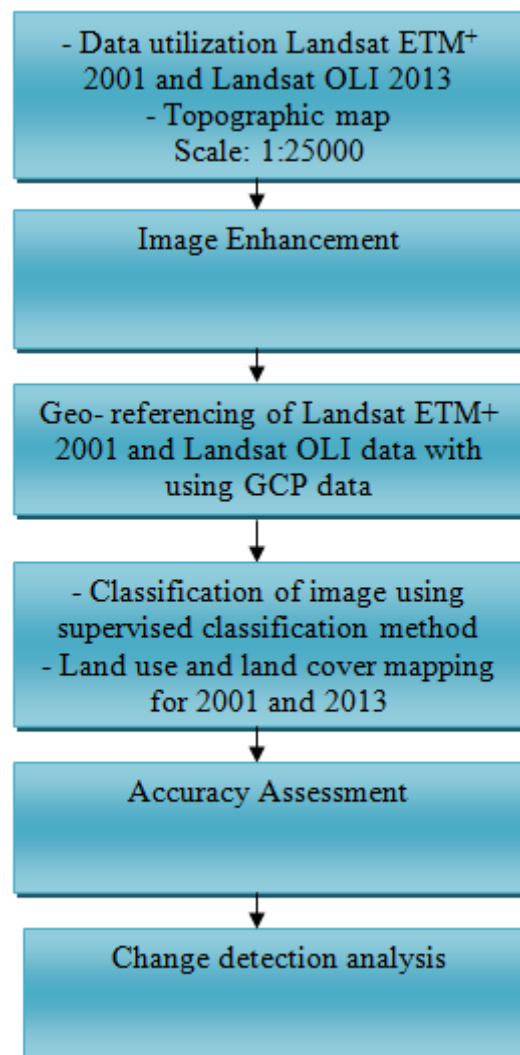 - Data utilization Landsat ETM⁺
2001 and Landsat OLI 2013
- Topographic map
Scale: 1:25000
Image Enhancement
Geo- referencing of Landsat ETM+
2001 and Landsat OLI data with
using GCP data
- Classification of image using
supervised classification method
- Land use and land cover mapping
for 2001 and 2013
Accuracy Assessment
Change detection analysis